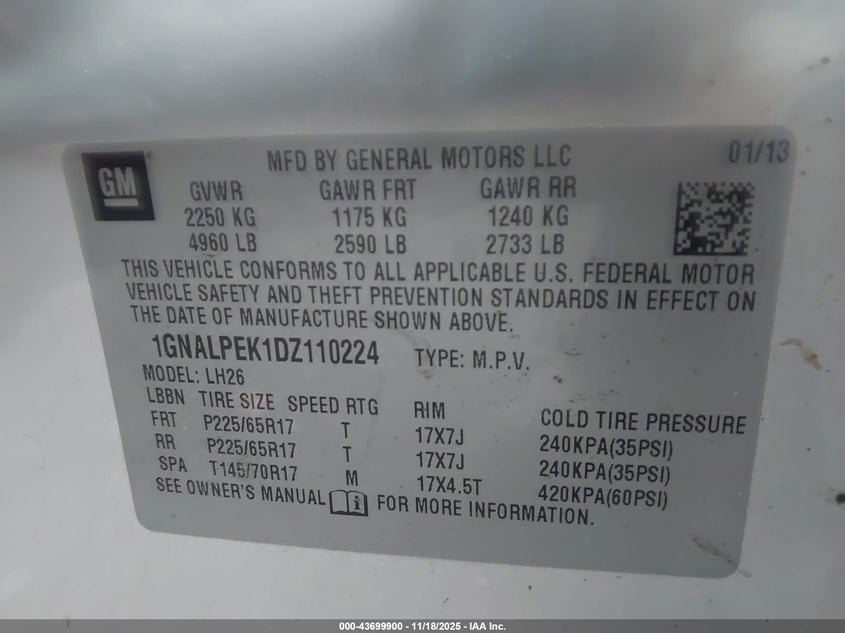 GM
MFD BY GENERAL MOTORS LLC 01/13
GVWR GAWR FRT GAWR RR
2250 KG 1175 KG 1240 KG
4960 LB 2590 LB 2733 LB
THIS VEHICLE CONFORMS TO ALL APPLICABLE U.S. FEDERAL MOTOR
VEHICLE SAFETY AND THEFT PREVENTION STANDARDS IN EFFECT ON
THE DATE OF MANUFACTURE SHOWN ABOVE.
1GNALPEK1DZ110224 TYPE: M.P.V.
MODEL: LH26
LBBN TIRE SIZE SPEED RTG RIM COLD TIRE PRESSURE
FRT P225/65R17 T 17X7J 240KPA(35PSI)
RR P225/65R17 T 17X7J 240KPA(35PSI)
SPA T145/70R17 M 17X4.5T 420KPA(60PSI)
SEE OWNER'S MANUAL i FOR MORE INFORMATION.
000-43699900 - 11/18/2025 - IAA Inc.